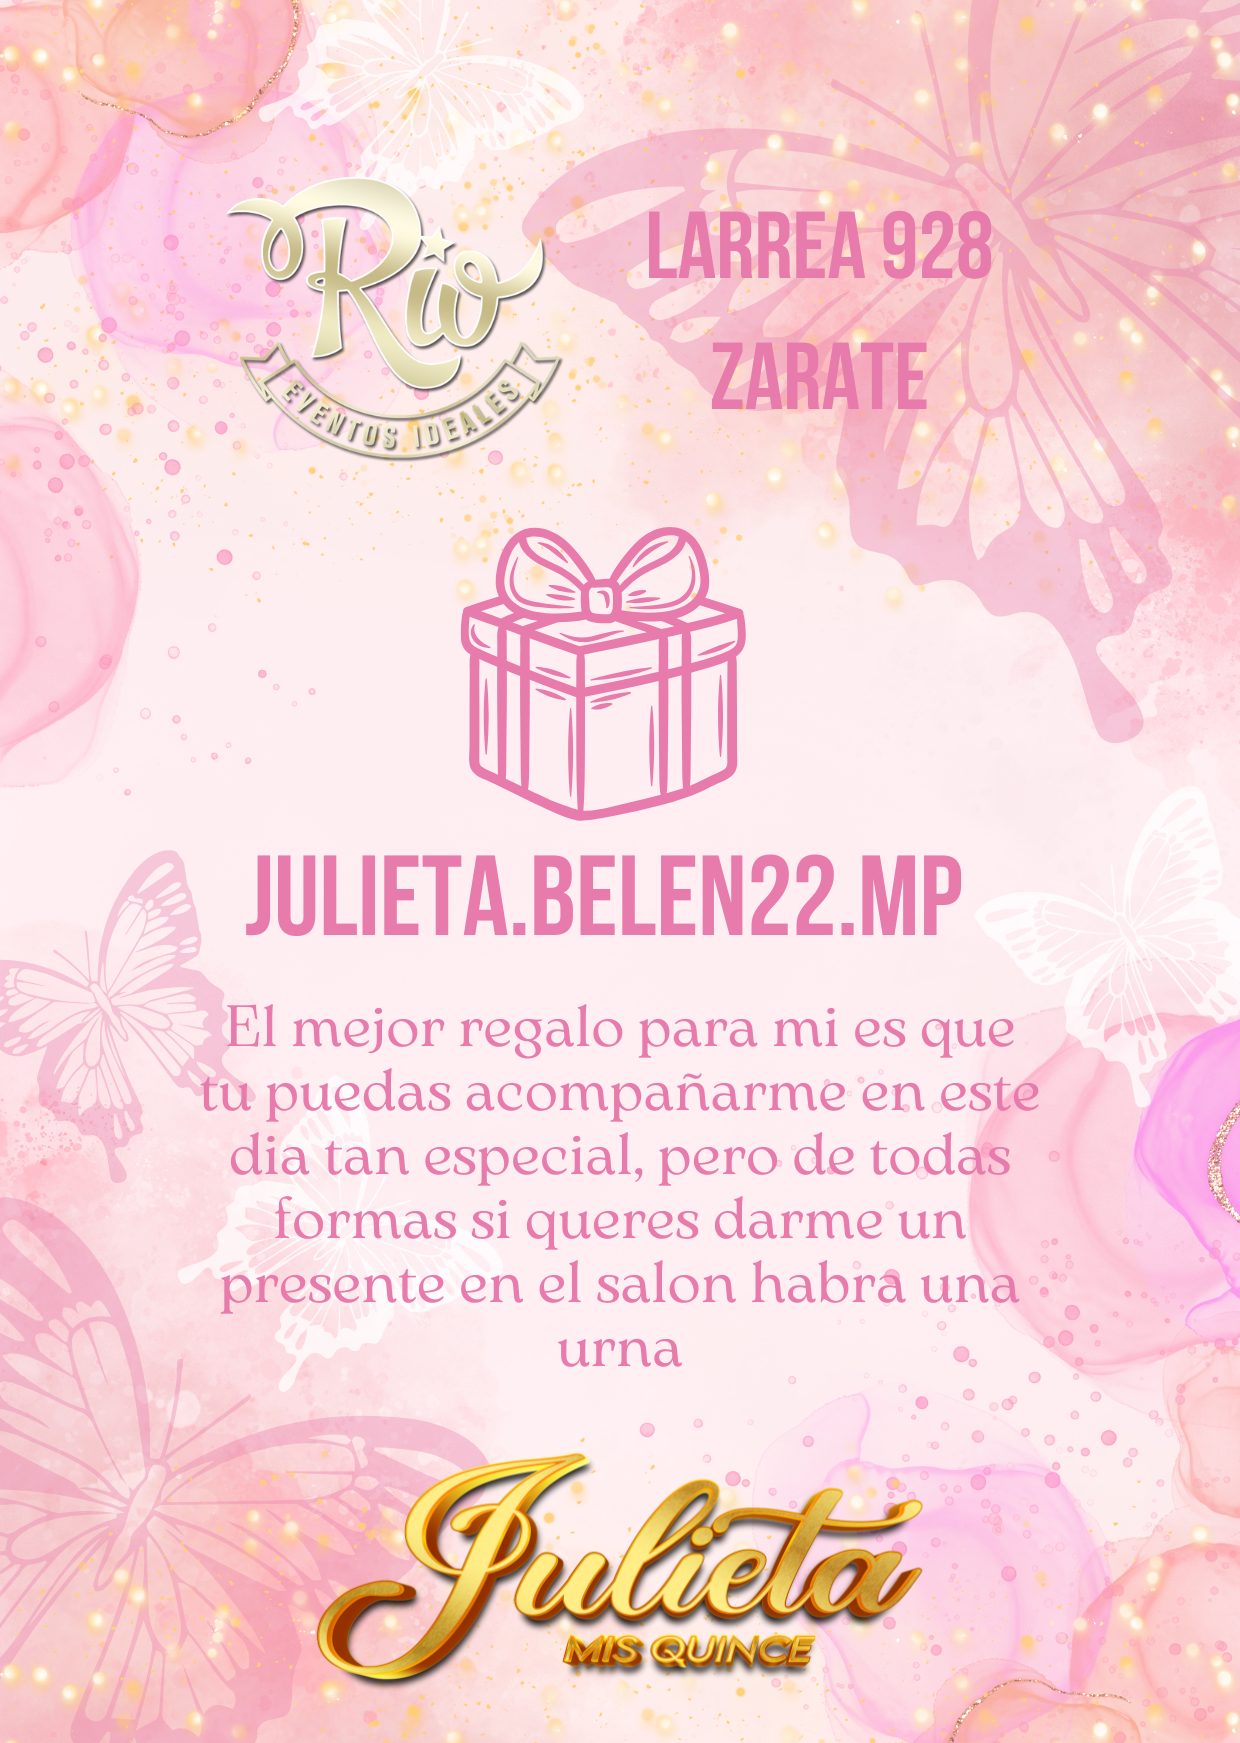 Rio
EVENTOS IDEALES
LARREA 928
ZARATE
JULIETA.BELEN22.MP
El mejor regalo para mi es que
tu puedas acompañarme en este
dia tan especial, pero de todas
formas si queres darme un
presente en el salon habra una
urna
Julieta
MIS QUINCE